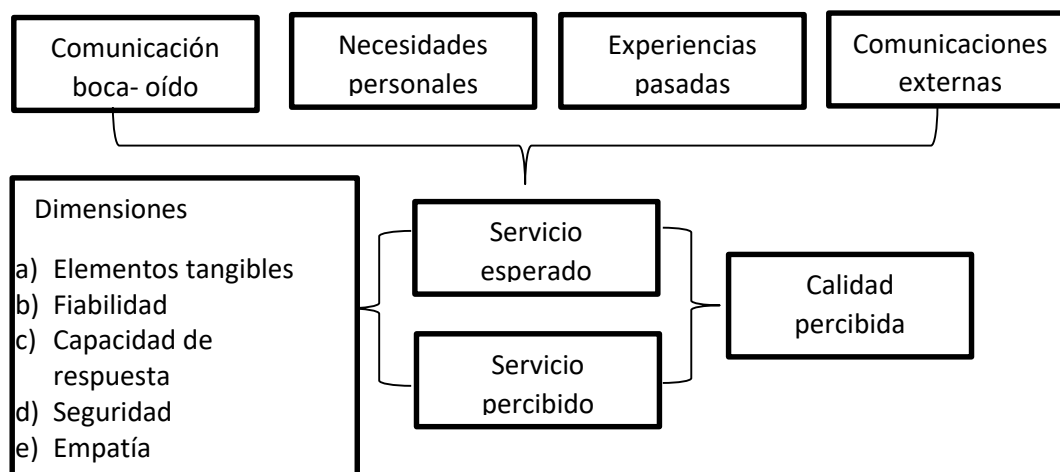 Comunicación
boca- oído
Necesidades
personales
Experiencias
pasadas
Comunicaciones
externas
Dimensiones
a) Elementos tangibles
b) Fiabilidad
c) Capacidad de
respuesta
d) Seguridad
e) Empatía
Servicio
esperado
Servicio
percibido
Calidad
percibida